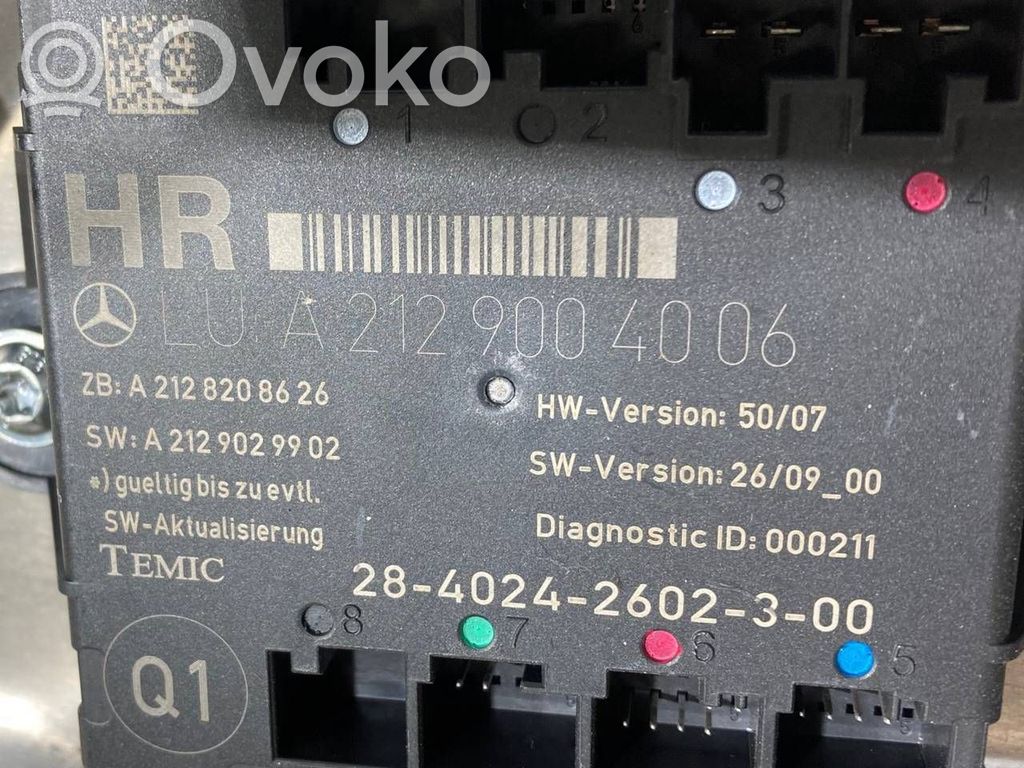 Ovoko
1 2
3 4
HR
LU A 212 900 40 06
ZB: A 212 820 86 26
HW-Version: 50/07
SW: A 212 902 99 02
SW-Version: 26/09_00
*) gueltig bis zu evtl.
SW-Aktualisierung
Diagnostic ID: 000211
TEMIC
28-4024-2602-3-00
8 7 6 5
Q1